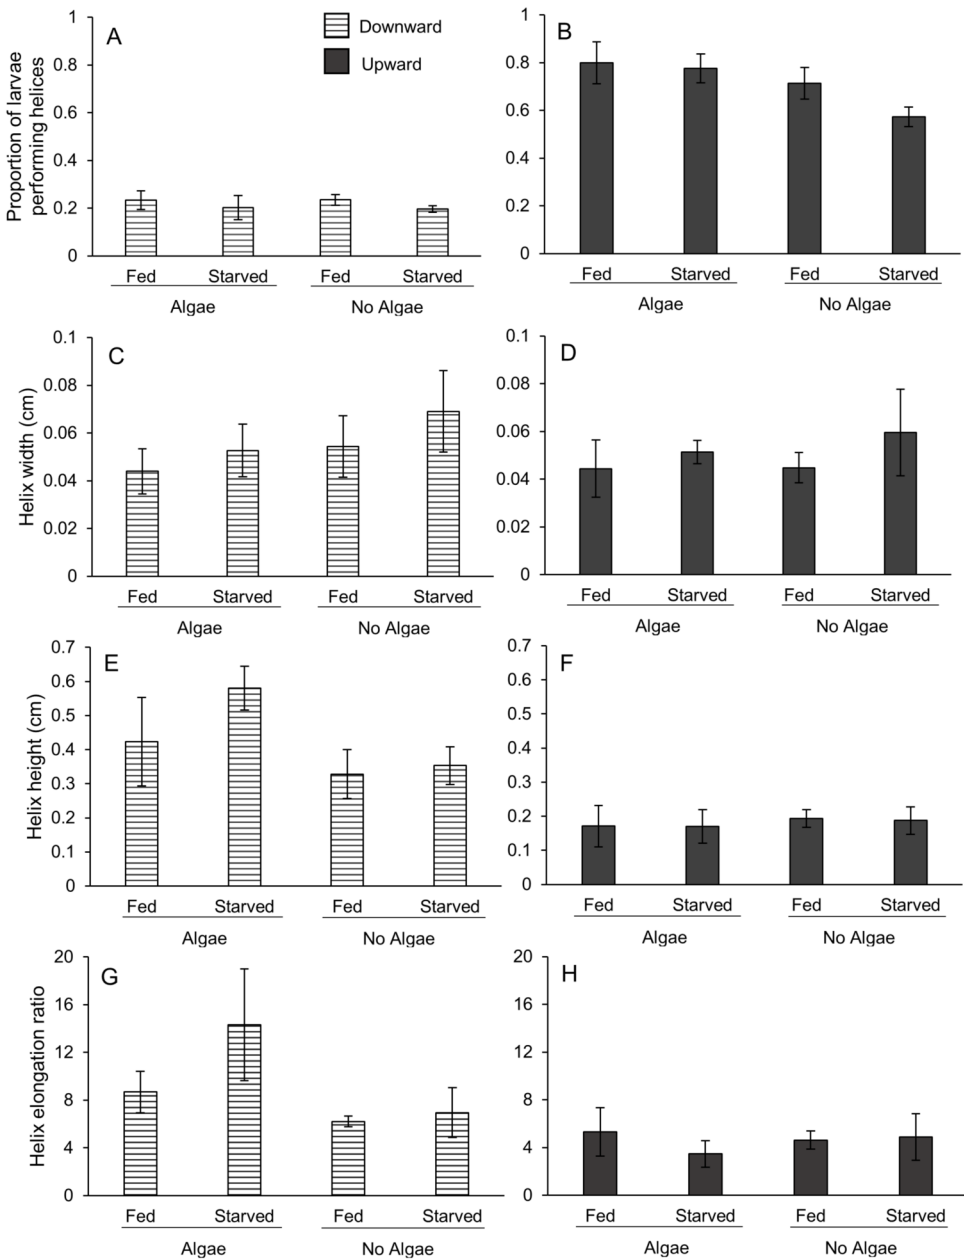 A
Downward
Upward
Proportion of larvae
performing helices
1
0.8
0.6
0.4
0.2
0
Fed Starved Fed Starved
Algae No Algae
B
1
0.8
0.6
0.4
0.2
0
Fed Starved Fed Starved
Algae No Algae
C
Helix width (cm)
0.1
0.08
0.06
0.04
0.02
0
Fed Starved Fed Starved
Algae No Algae
D
0.1
0.08
0.06
0.04
0.02
0
Fed Starved Fed Starved
Algae No Algae
E
Helix height (cm)
0.7
0.6
0.5
0.4
0.3
0.2
0.1
0
Fed Starved Fed Starved
Algae No Algae
F
0.7
0.6
0.5
0.4
0.3
0.2
0.1
0
Fed Starved Fed Starved
Algae No Algae
G
Helix elongation ratio
20
16
12
8
4
0
Fed Starved Fed Starved
Algae No Algae
H
20
16
12
8
4
0
Fed Starved Fed Starved
Algae No Algae